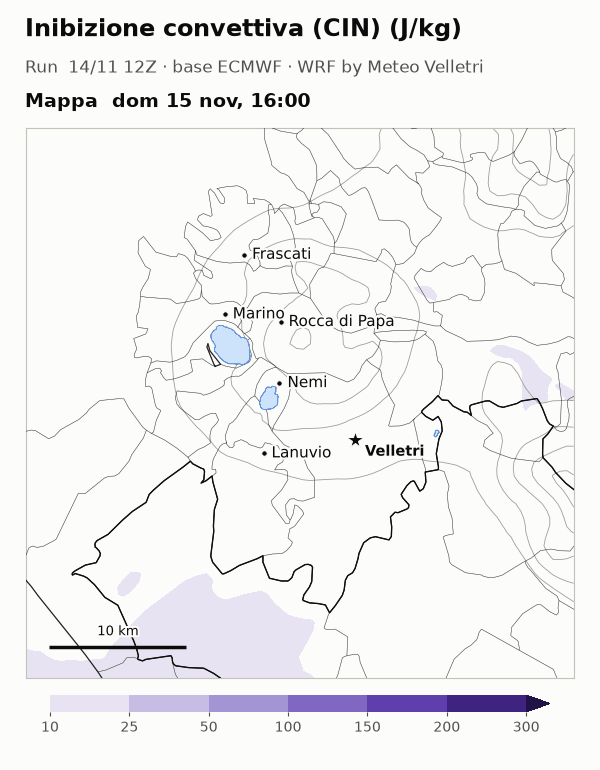 Inibizione convettiva (CIN) (J/kg)
Run  14/11 12Z · base ECMWF · WRF by Meteo Velletri
Mappa  dom 15 nov, 16:00
Frascati
Marino
Rocca di Papa
Nemi
Velletri
Lanuvio
10 km
10 25 50 100 150 200 300